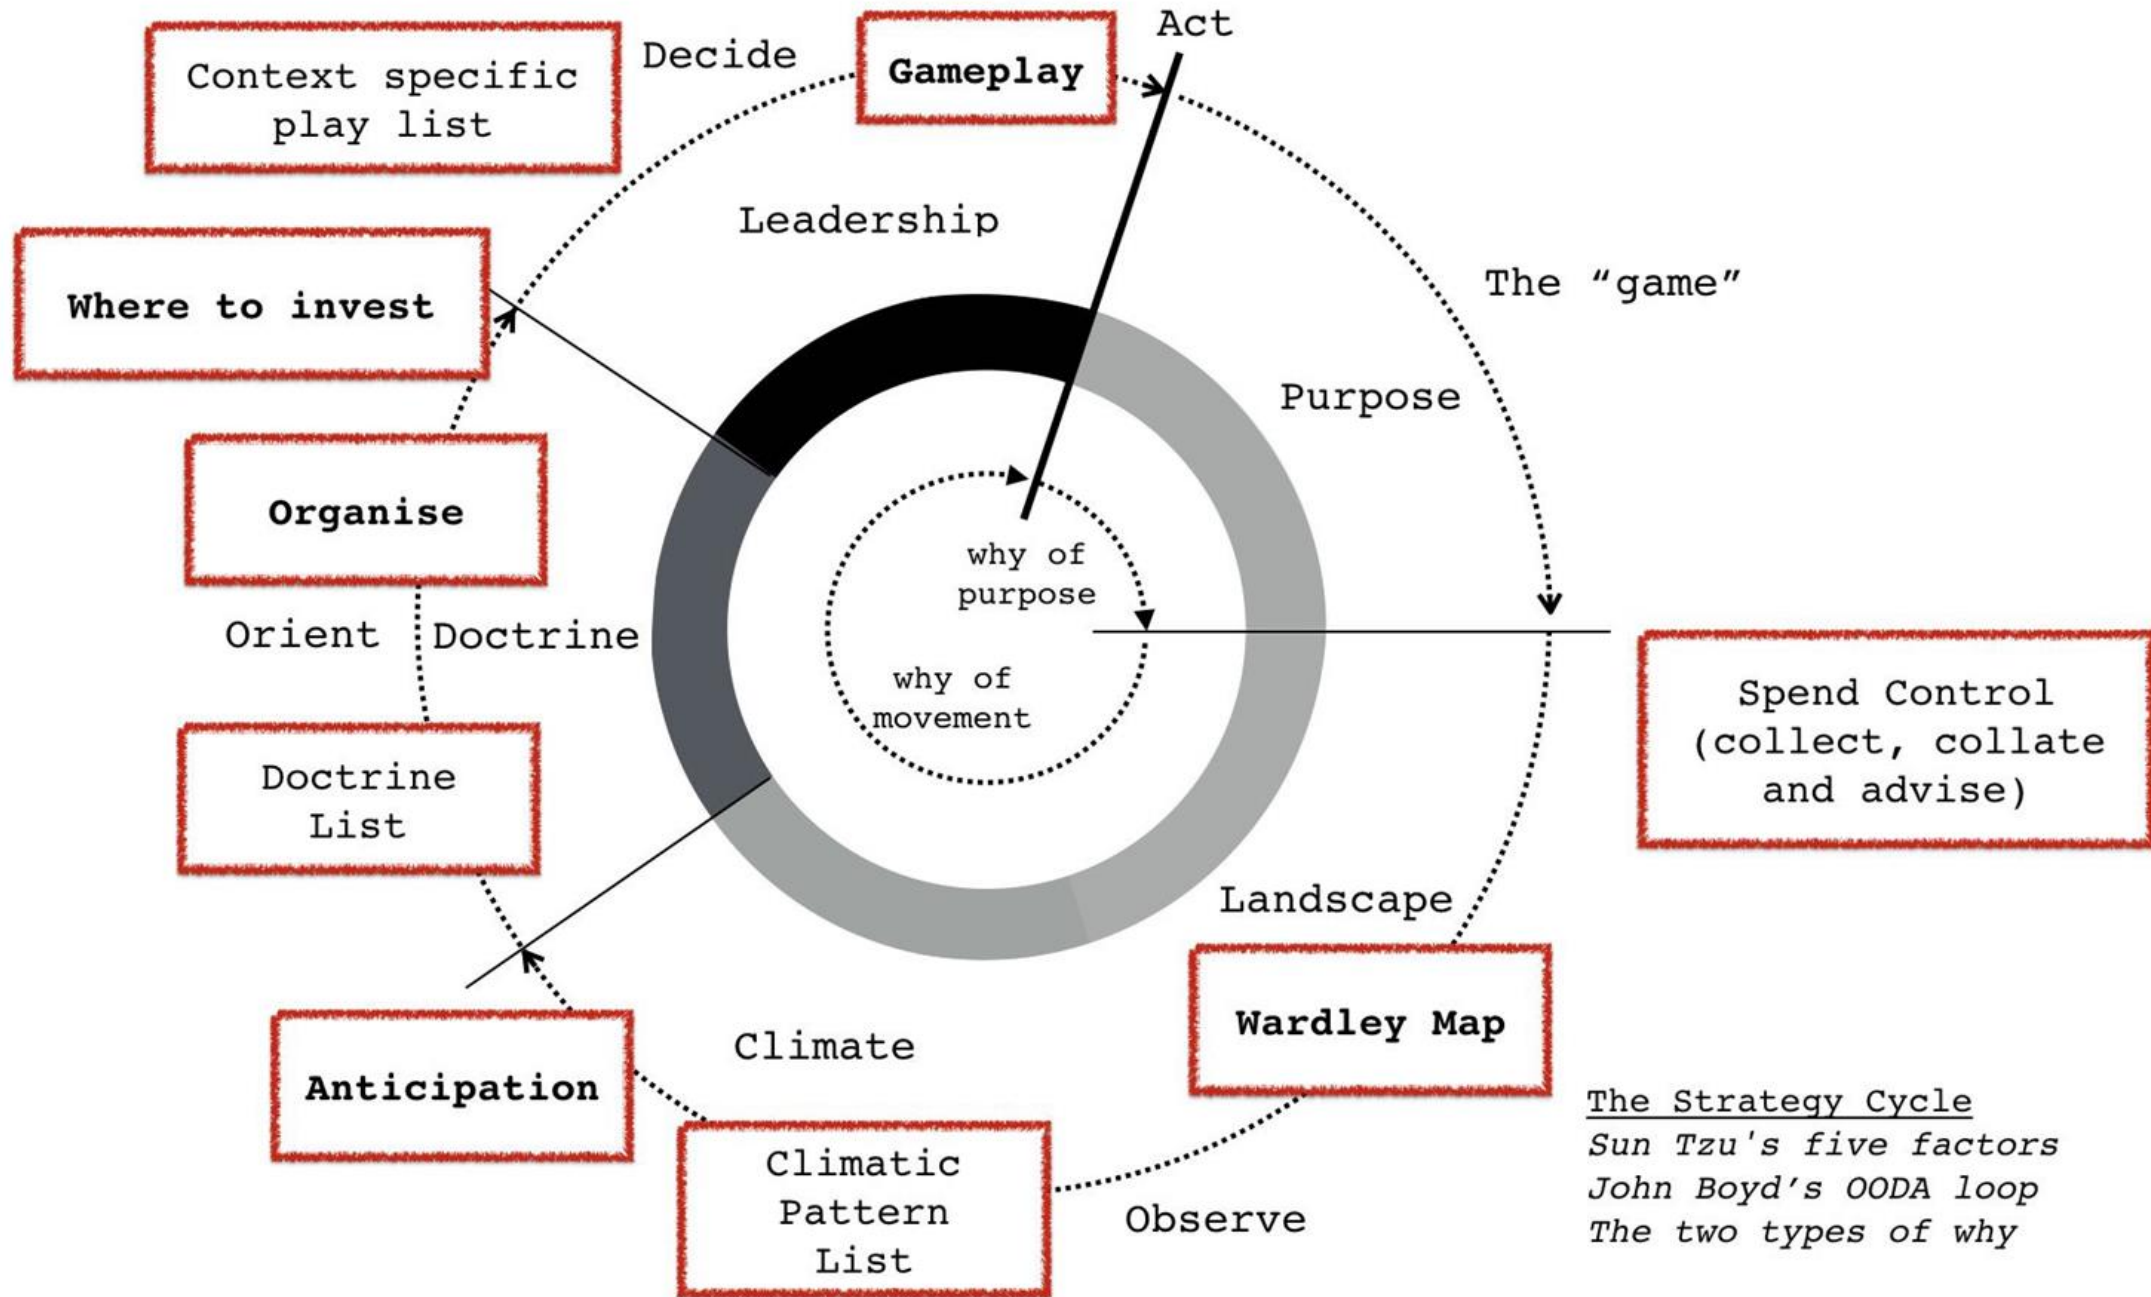 Act
Decide
Gameplay
Context specific
play list
Leadership
Where to invest
The “game”
Purpose
Organise
why of
purpose
Orient
Doctrine
why of
movement
Spend Control
(collect, collate
and advise)
Doctrine
List
Landscape
Wardley Map
Climate
Anticipation
Climatic
Pattern
List
Observe
The Strategy Cycle
Sun Tzu's five factors
John Boyd’s OODA loop
The two types of why